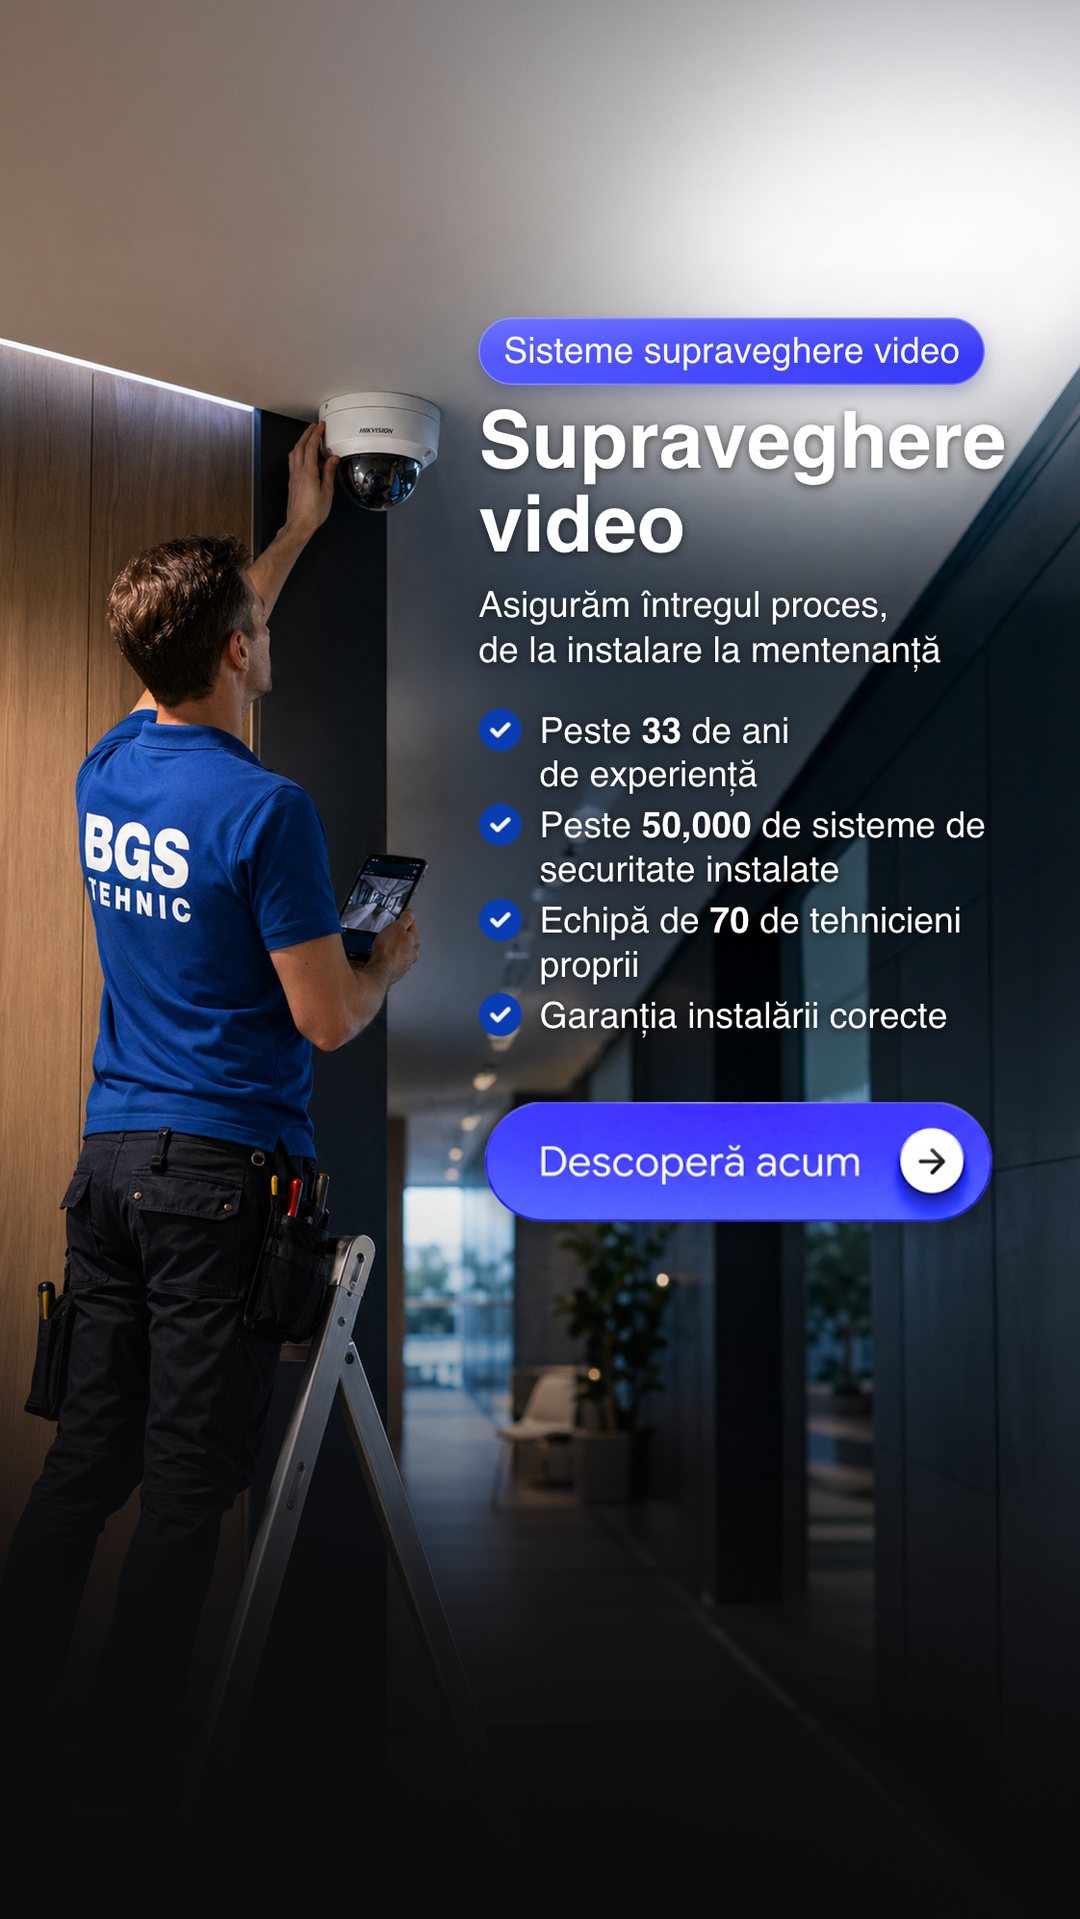 Sisteme supraveghere video
HIKVISION
Supraveghere
video
Asigurăm întregul proces,
de la instalare la mentenanță
Peste 33 de ani
de experiență
Peste 50,000 de sisteme de
securitate instalate
Echipă de 70 de tehnicieni
proprii
Garanția instalării corecte
BGS
TEHNIC
Descoperă acum